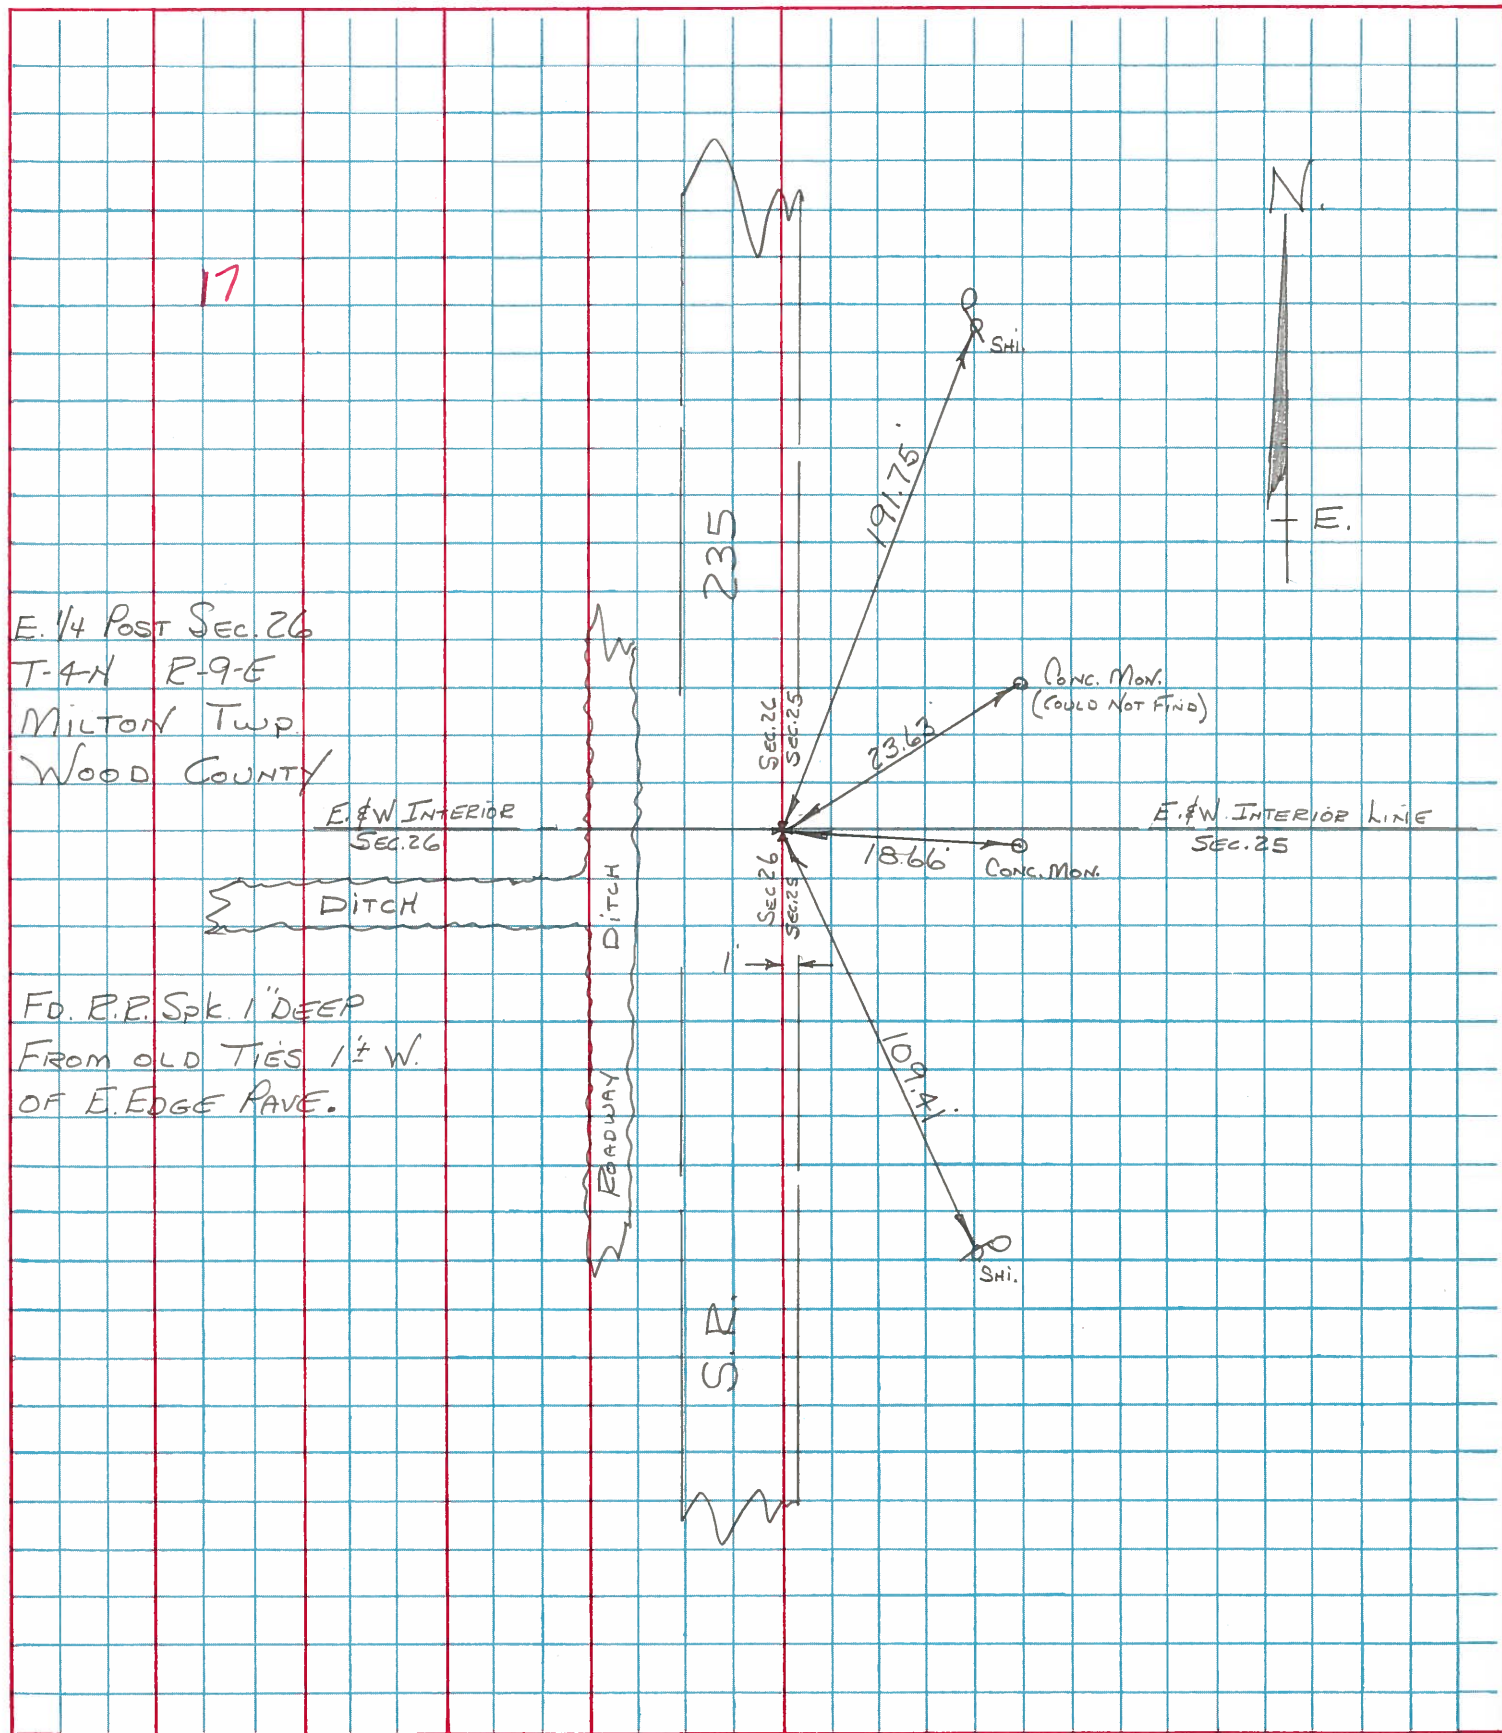 17
N.
E.
SHI.
191.75'
235
E. 1/4 POST SEC. 26
T-4-N R-9-E
MILTON TWP.
WOOD COUNTY
CONC. MON.
(COULD NOT FIND)
23.63'
SEC. 26
SEC. 25
E. & W. INTERIOR
SEC. 26
E. & W. INTERIOR LINE
SEC. 25
18.66'
CONC. MON.
DITCH
DITCH
SEC. 26
SEC. 25
1'
FD. R.R. Spk. 1" DEEP
FROM OLD TIES 1'± W.
OF E. EDGE PAVE.
109.41'
ROADWAY
SHI.
S.R.